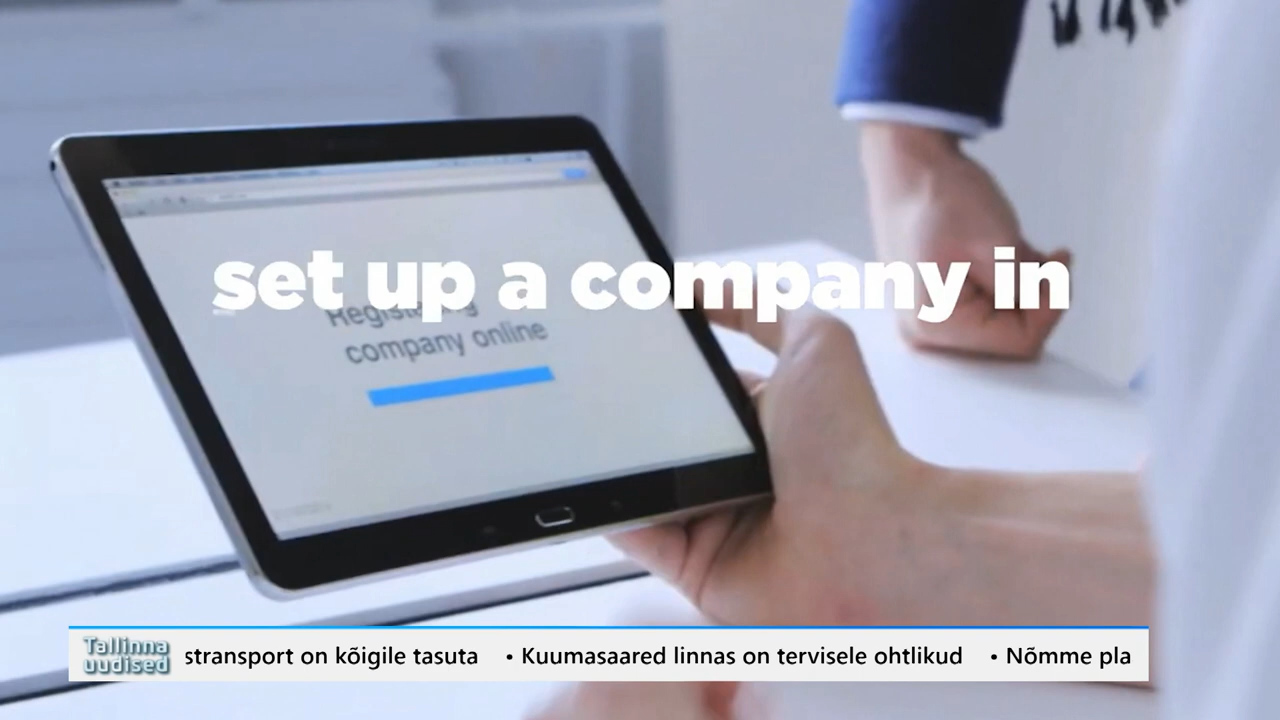 set up a company in
company online
Tallinna
uudised
stransport on kõigile tasuta • Kuumasaared linnas on tervisele ohtlikud • Nõmme pla